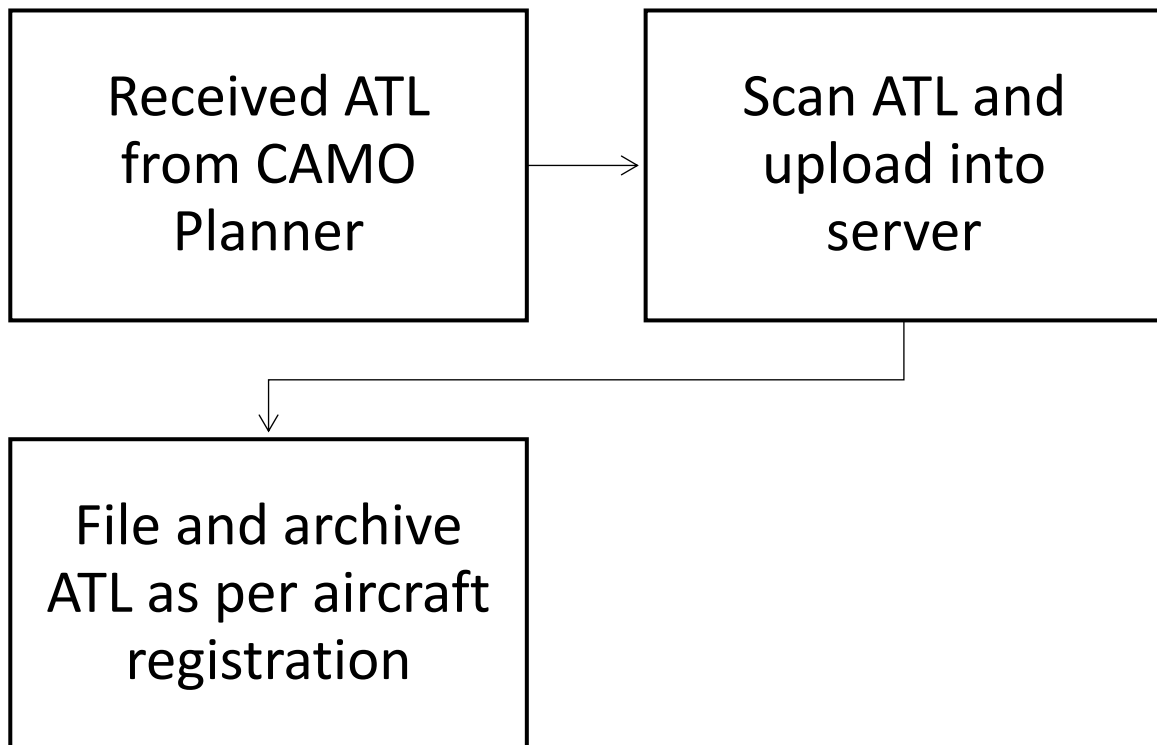 Received ATL
from CAMO
Planner
Scan ATL and
upload into
server
File and archive
ATL as per aircraft
registration